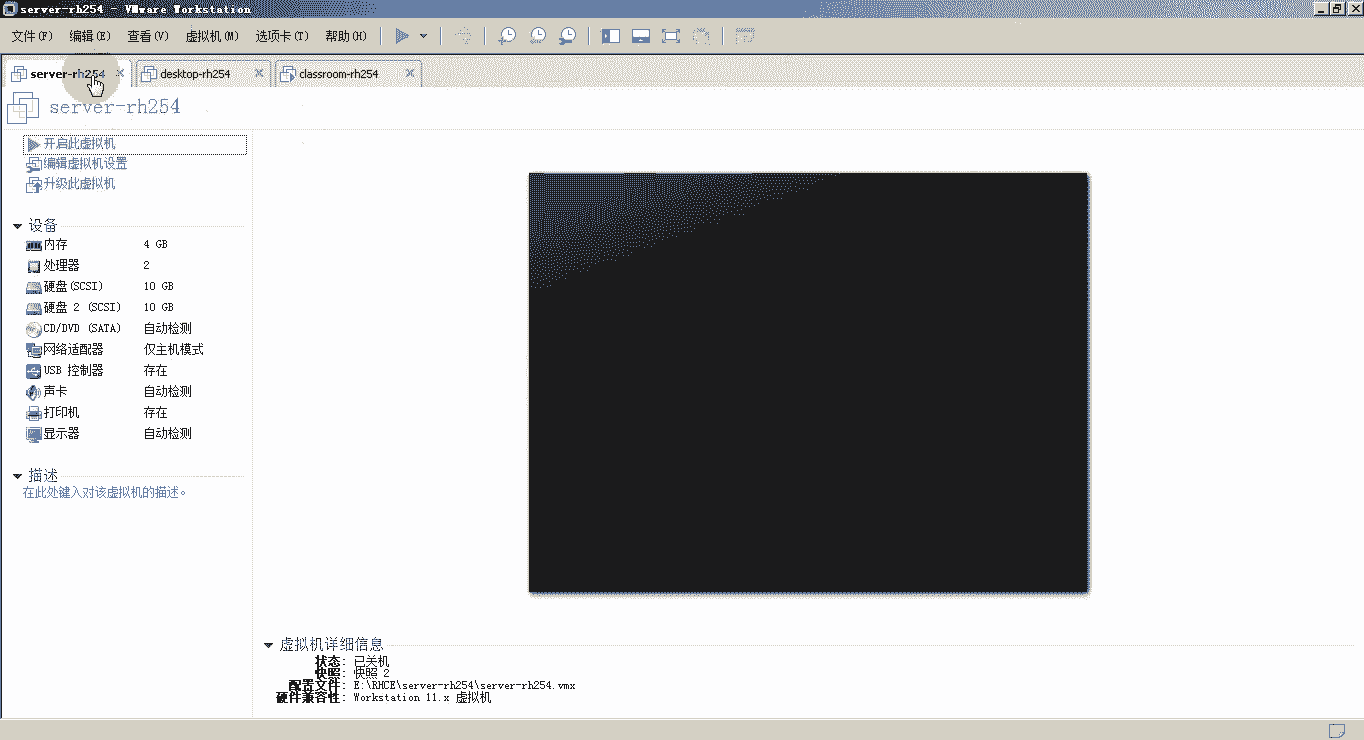 server-rh254 - VMware Workstation
文件(F) 编辑(E) 查看(V) 虚拟机(M) 选项卡(T) 帮助(H)
server-rh254 desktop-rh254 classroom-rh254
server-rh254
开启此虚拟机
编辑虚拟机设置
升级此虚拟机
设备
内存 4 GB
处理器 2
硬盘(SCSI) 10 GB
硬盘 2 (SCSI) 10 GB
CD/DVD (SATA) 自动检测
网络适配器 仅主机模式
USB 控制器 存在
声卡 自动检测
打印机 存在
显示器 自动检测
描述
在此处键入对该虚拟机的描述。
虚拟机详细信息
状态: 已关机
快照: 快照 2
配置文件: E:\RHCE\server-rh254\server-rh254.vmx
硬件兼容性: Workstation 11.x 虚拟机